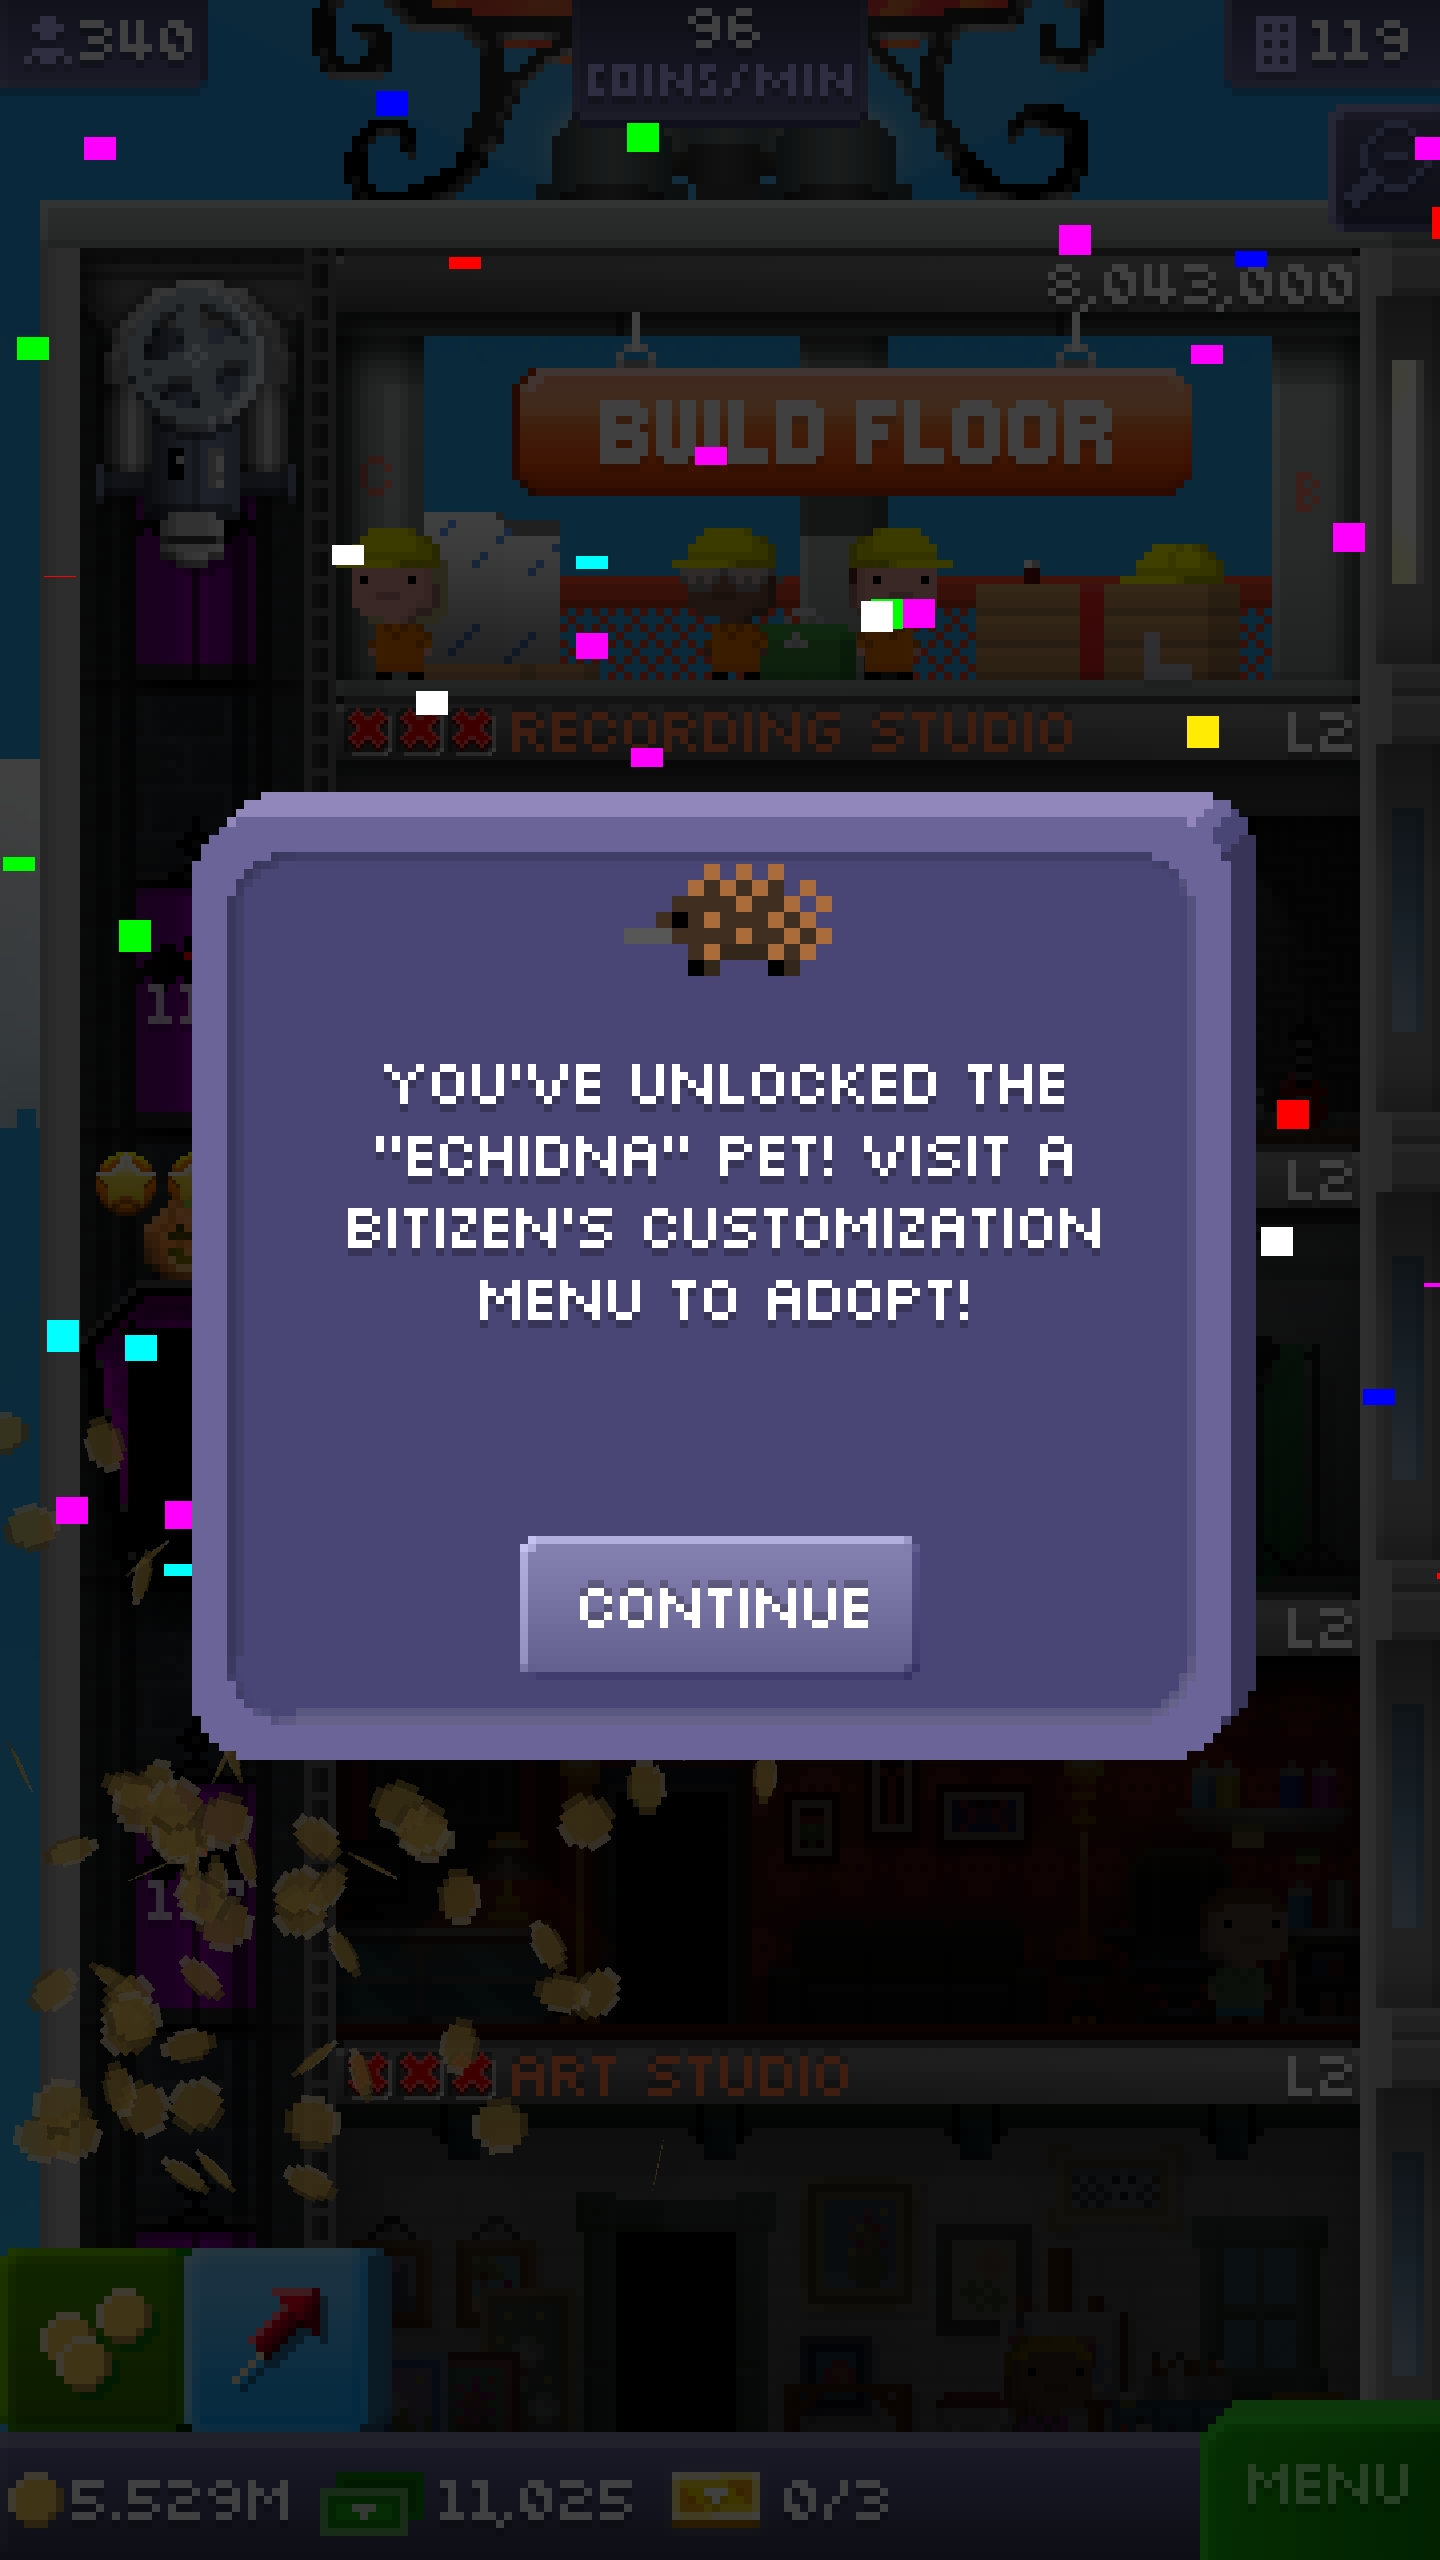 340
96
COINS/MIN
119
8,043,000
BUILD FLOOR
C
B
RECORDING STUDIO
L2
YOU'VE UNLOCKED THE
"ECHIDNA" PET! VISIT A
BITIZEN'S CUSTOMIZATION
MENU TO ADOPT!
L2
CONTINUE
L2
ART STUDIO
L2
5.529M
11,025
0/3
MENU